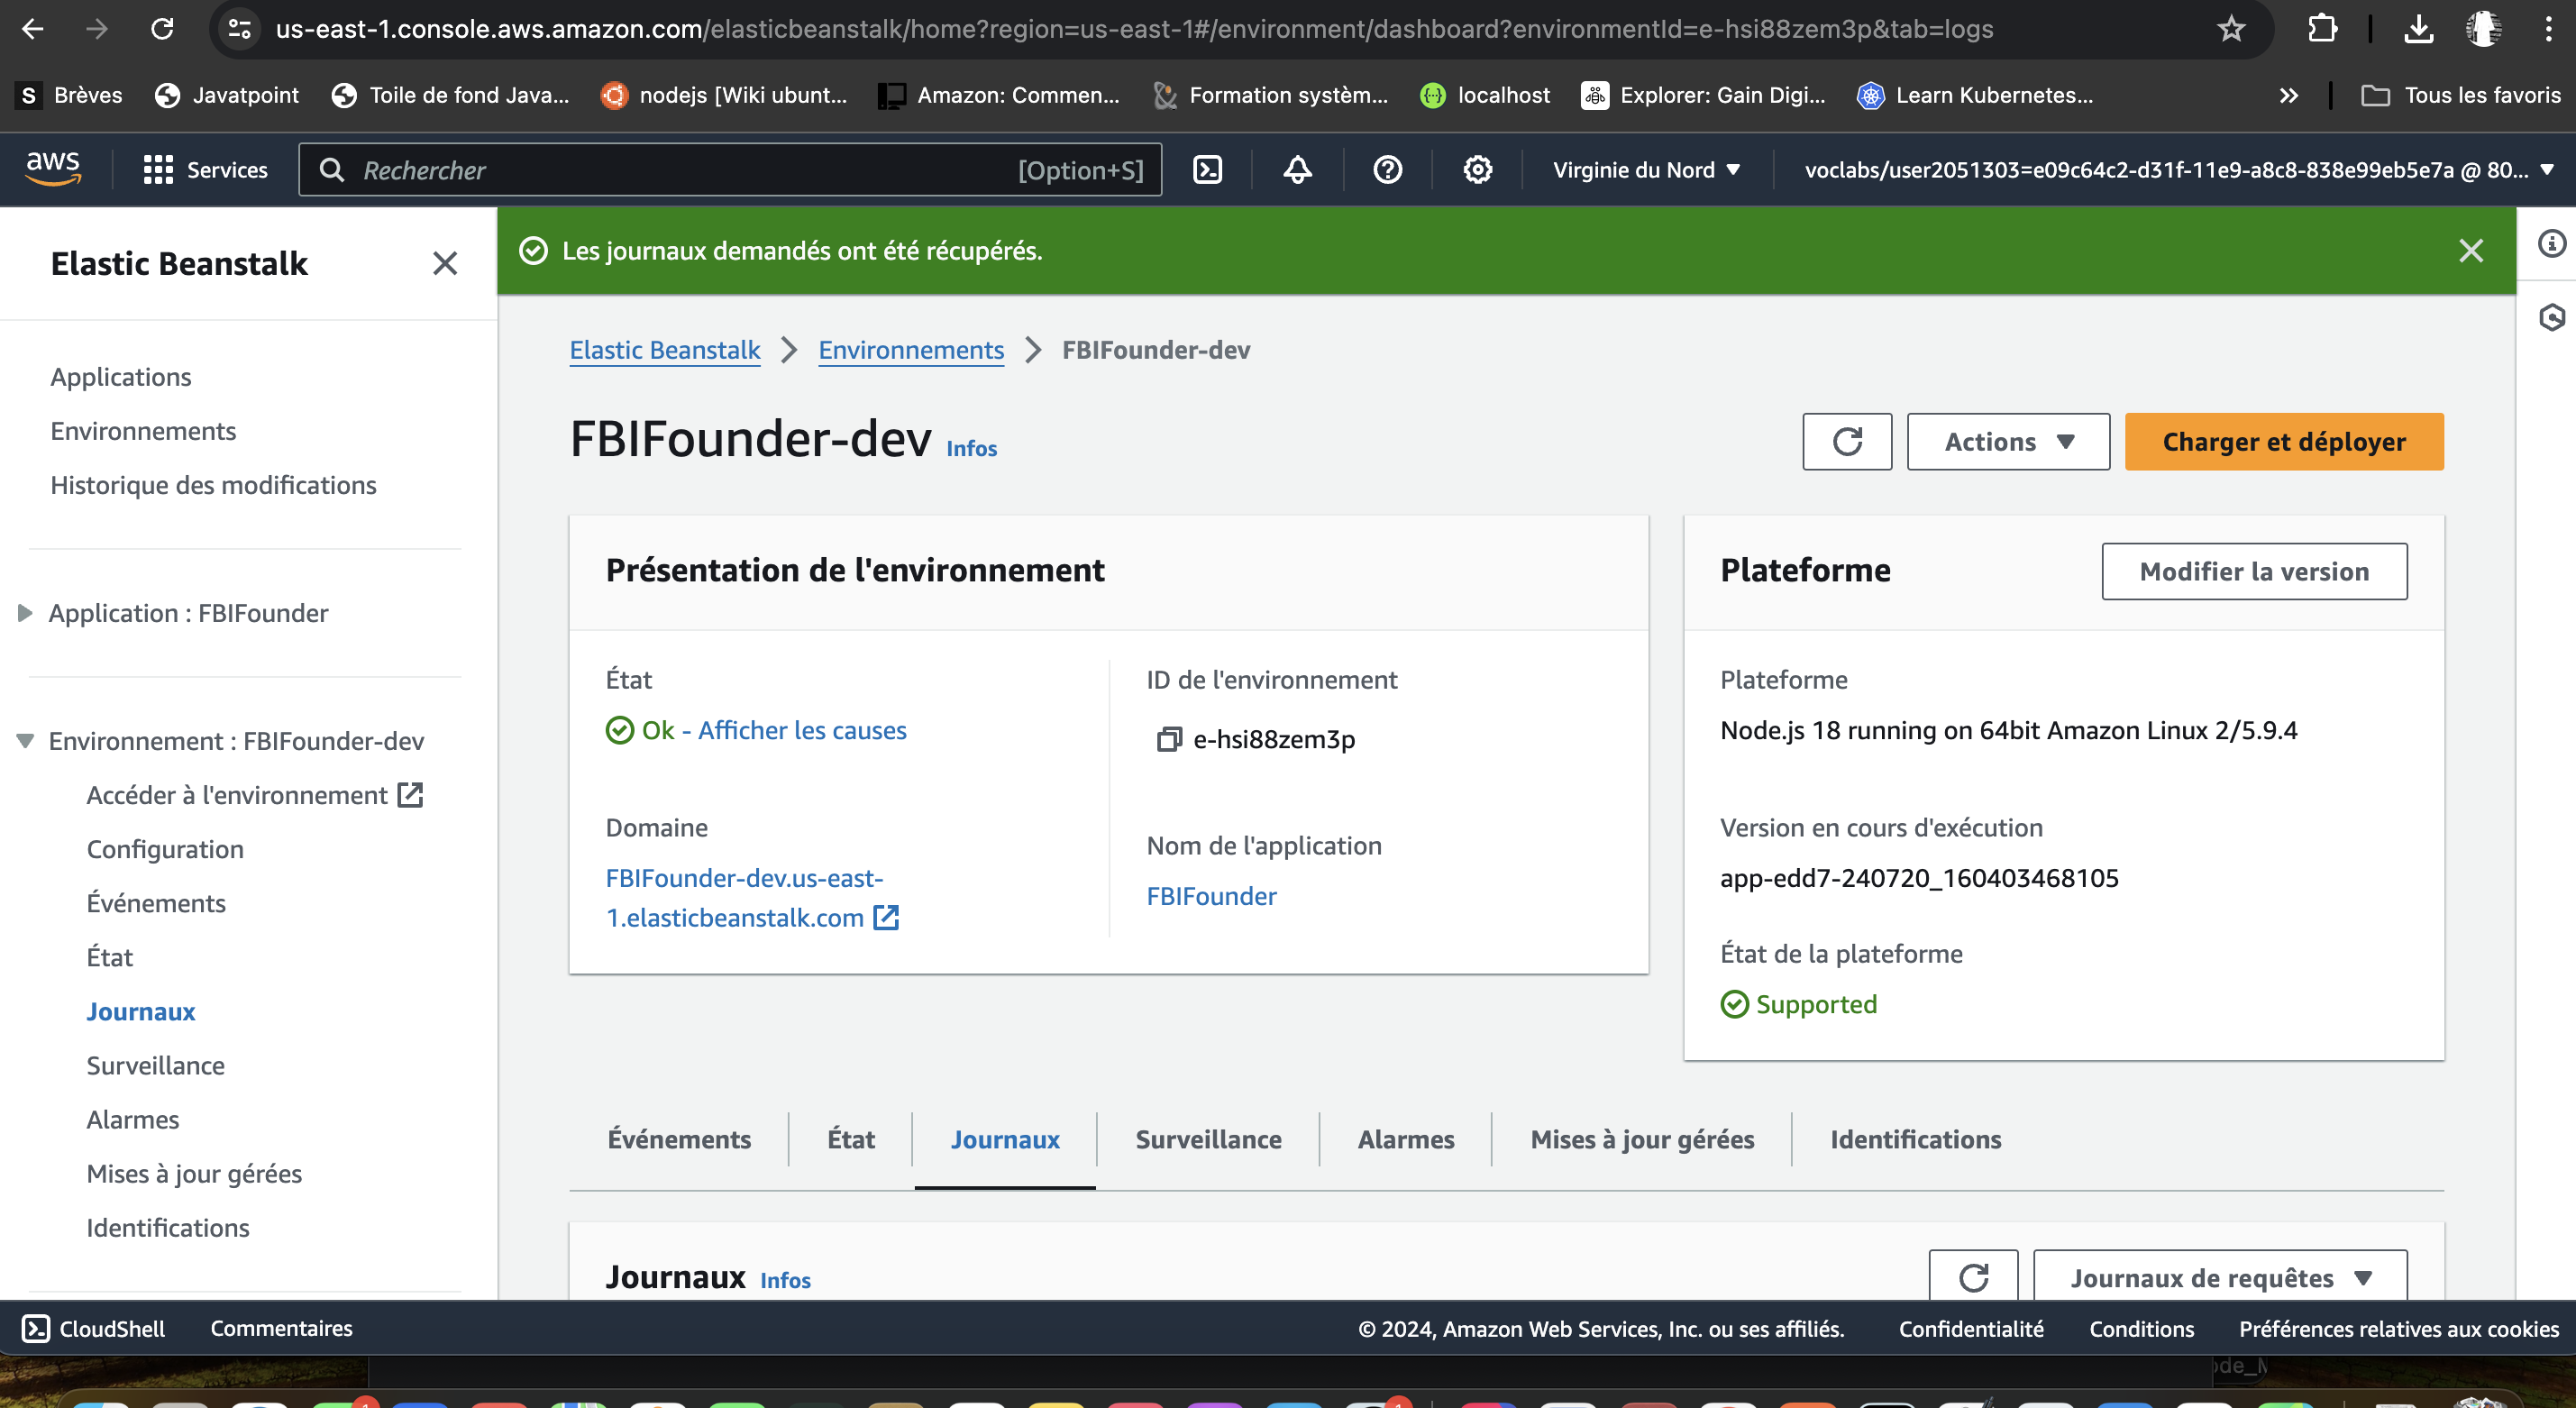 us-east-1.console.aws.amazon.com/elasticbeanstalk/home?region=us-east-1#/environment/dashboard?environmentId=e-hsi88zem3p&tab=logs
S Brèves Javatpoint Toile de fond Java... nodejs [Wiki ubunt... Amazon: Commen... Formation systèm... localhost Explorer: Gain Digi... Learn Kubernetes... » Tous les favoris
aws Services Rechercher [Option+S] Virginie du Nord voclabs/user2051303=e09c64c2-d31f-11e9-a8c8-838e99eb5e7a @ 80...
Elastic Beanstalk
Applications
Environnements
Historique des modifications
Application : FBIFounder
Environnement : FBIFounder-dev
Accéder à l'environnement
Configuration
Événements
État
Journaux
Surveillance
Alarmes
Mises à jour gérées
Identifications
Les journaux demandés ont été récupérés.
Elastic Beanstalk > Environnements > FBIFounder-dev
FBIFounder-dev Infos
Actions
Charger et déployer
Présentation de l'environnement
État
Ok - Afficher les causes
Domaine
FBIFounder-dev.us-east-
1.elasticbeanstalk.com
ID de l'environnement
e-hsi88zem3p
Nom de l'application
FBIFounder
Plateforme
Modifier la version
Plateforme
Node.js 18 running on 64bit Amazon Linux 2/5.9.4
Version en cours d'exécution
app-edd7-240720_160403468105
État de la plateforme
Supported
Événements État Journaux Surveillance Alarmes Mises à jour gérées Identifications
Journaux Infos
Journaux de requêtes
CloudShell Commentaires © 2024, Amazon Web Services, Inc. ou ses affiliés. Confidentialité Conditions Préférences relatives aux cookies